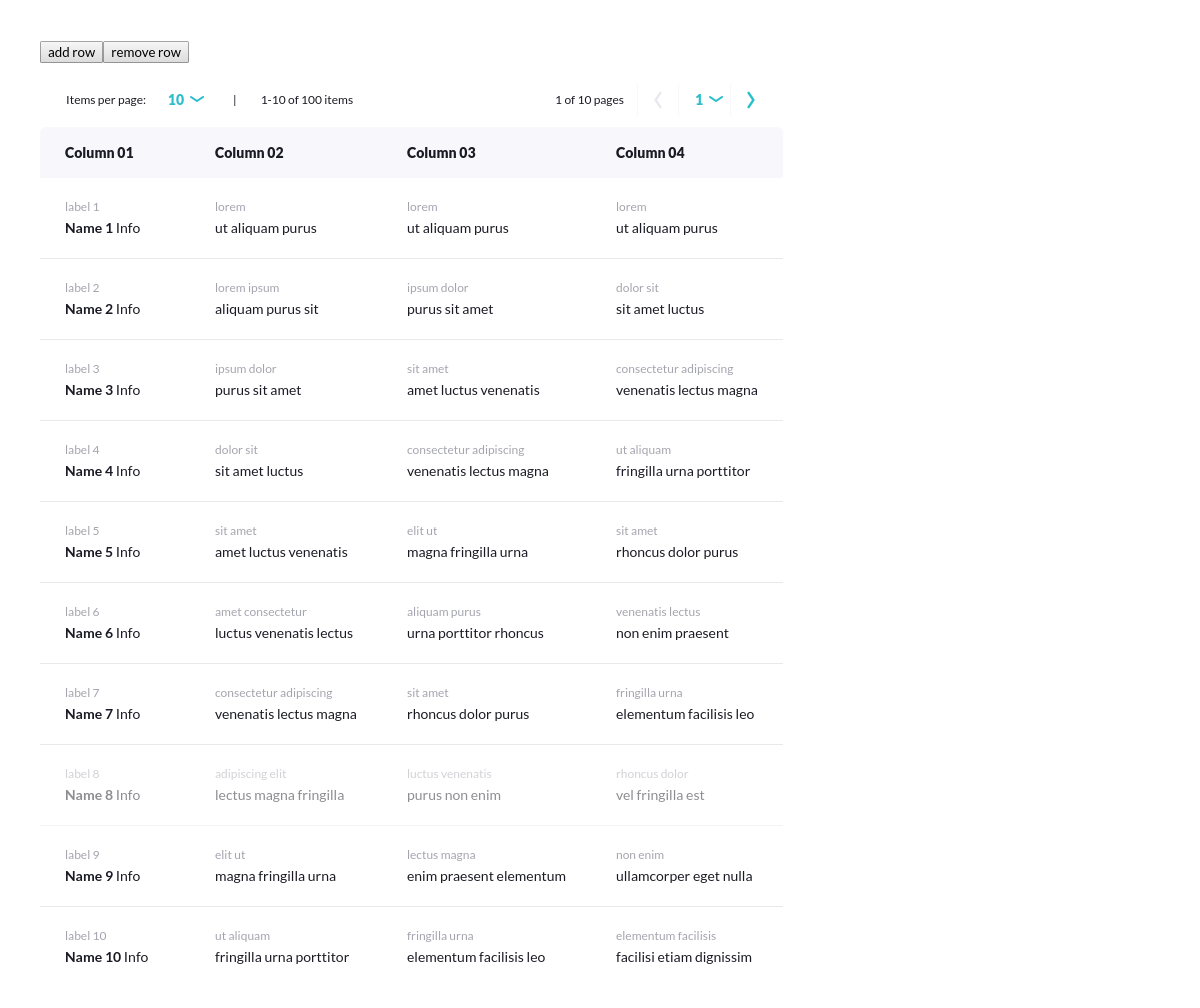 add row remove row
Items per page: 10 | 1-10 of 100 items 1 of 10 pages 1
Column 01 Column 02 Column 03 Column 04
label 1 lorem lorem lorem
Name 1 Info ut aliquam purus ut aliquam purus ut aliquam purus
label 2 lorem ipsum ipsum dolor dolor sit
Name 2 Info aliquam purus sit purus sit amet sit amet luctus
label 3 ipsum dolor sit amet consectetur adipiscing
Name 3 Info purus sit amet amet luctus venenatis venenatis lectus magna
label 4 dolor sit consectetur adipiscing ut aliquam
Name 4 Info sit amet luctus venenatis lectus magna fringilla urna porttitor
label 5 sit amet elit ut sit amet
Name 5 Info amet luctus venenatis magna fringilla urna rhoncus dolor purus
label 6 amet consectetur aliquam purus venenatis lectus
Name 6 Info luctus venenatis lectus urna porttitor rhoncus non enim praesent
label 7 consectetur adipiscing sit amet fringilla urna
Name 7 Info venenatis lectus magna rhoncus dolor purus elementum facilisis leo
label 8 adipiscing elit luctus venenatis rhoncus dolor
Name 8 Info lectus magna fringilla purus non enim vel fringilla est
label 9 elit ut lectus magna non enim
Name 9 Info magna fringilla urna enim praesent elementum ullamcorper eget nulla
label 10 ut aliquam fringilla urna elementum facilisis
Name 10 Info fringilla urna porttitor elementum facilisis leo facilisi etiam dignissim